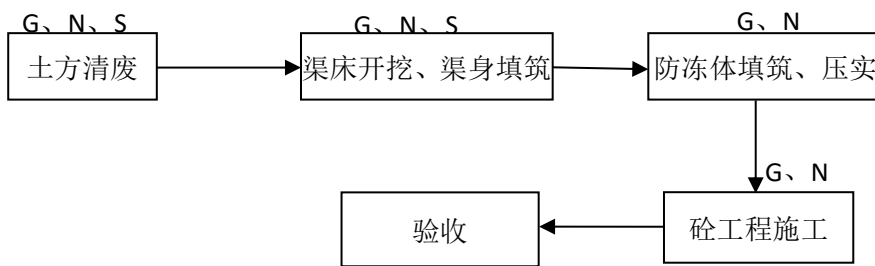 G、N、S
土方清废
G、N、S
渠床开挖、渠身填筑
G、N
防冻体填筑、压实
G、N
砼工程施工
验收